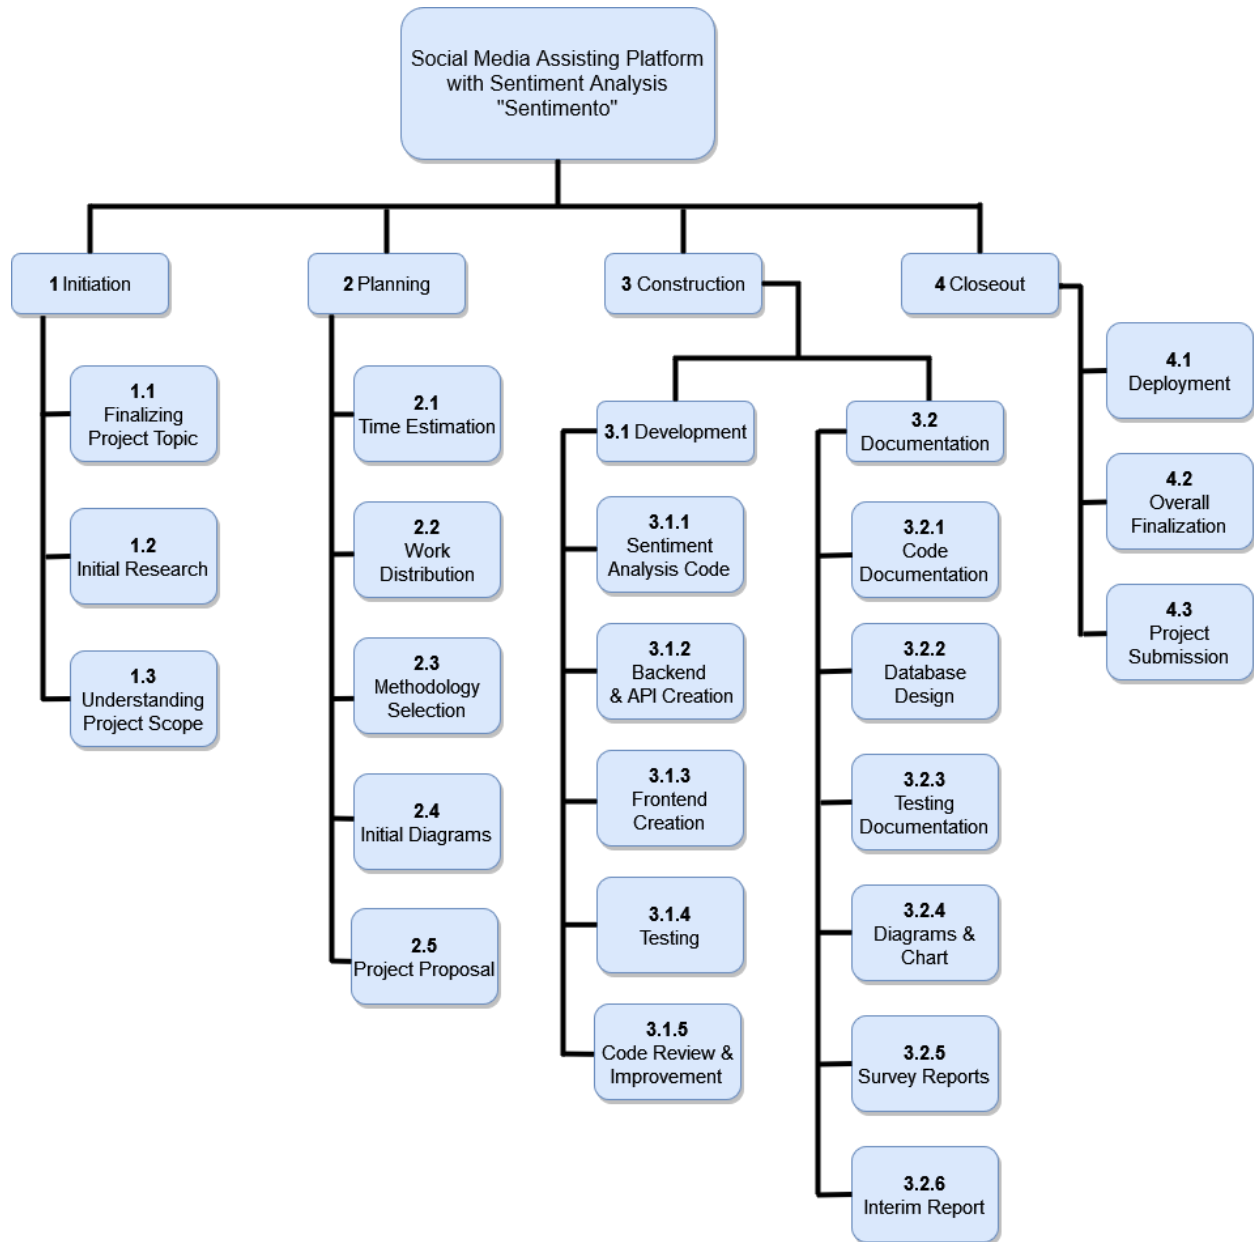 Social Media Assisting Platform
with Sentiment Analysis
"Sentimento"
1 Initiation
1.1
Finalizing
Project Topic
1.2
Initial Research
1.3
Understanding
Project Scope
2 Planning
2.1
Time Estimation
2.2
Work
Distribution
2.3
Methodology
Selection
2.4
Initial Diagrams
2.5
Project Proposal
3 Construction
3.1 Development
3.1.1
Sentiment
Analysis Code
3.1.2
Backend
& API Creation
3.1.3
Frontend
Creation
3.1.4
Testing
3.1.5
Code Review &
Improvement
3.2
Documentation
3.2.1
Code
Documentation
3.2.2
Database
Design
3.2.3
Testing
Documentation
3.2.4
Diagrams &
Chart
3.2.5
Survey Reports
3.2.6
Interim Report
4 Closeout
4.1
Deployment
4.2
Overall
Finalization
4.3
Project
Submission